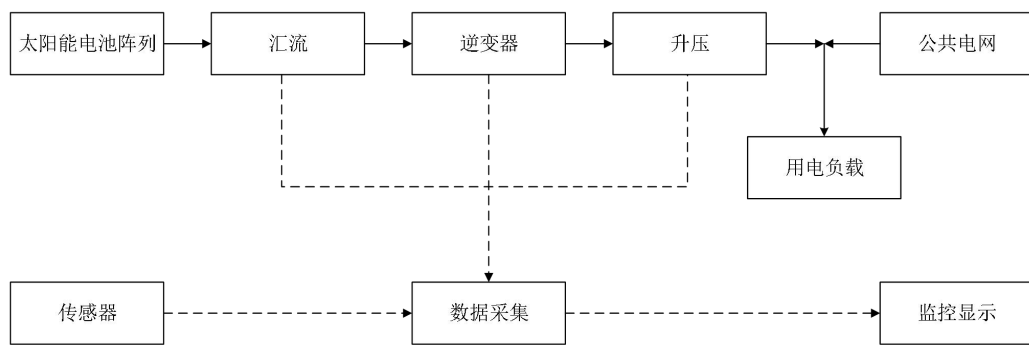 太阳能电池阵列
汇流
逆变器
升压
公共电网
用电负载
传感器
数据采集
监控显示